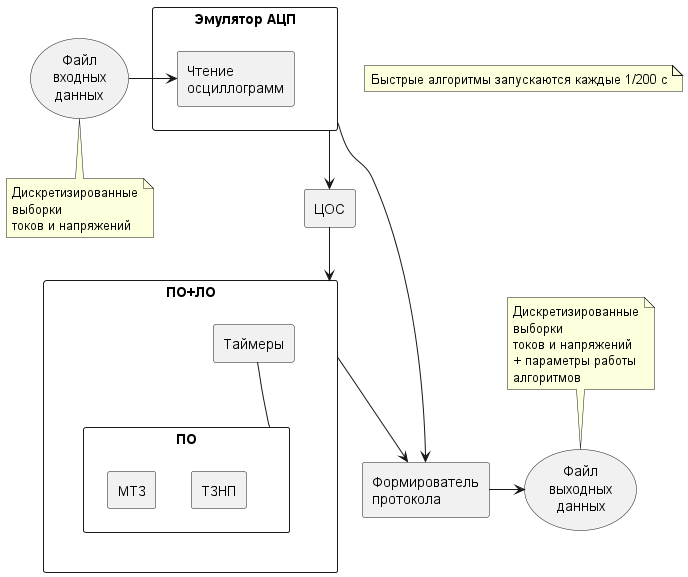 Эмулятор АЦП
Файл
входных
данных
Чтение
осциллограмм
Быстрые алгоритмы запускаются каждые 1/200 с
Дискретизированные
выборки
токов и напряжений
ЦОС
ПО+ЛО
Таймеры
ПО
МТЗ
ТЗНП
Дискретизированные
выборки
токов и напряжений
+ параметры работы
алгоритмов
Формирователь
протокола
Файл
выходных
данных